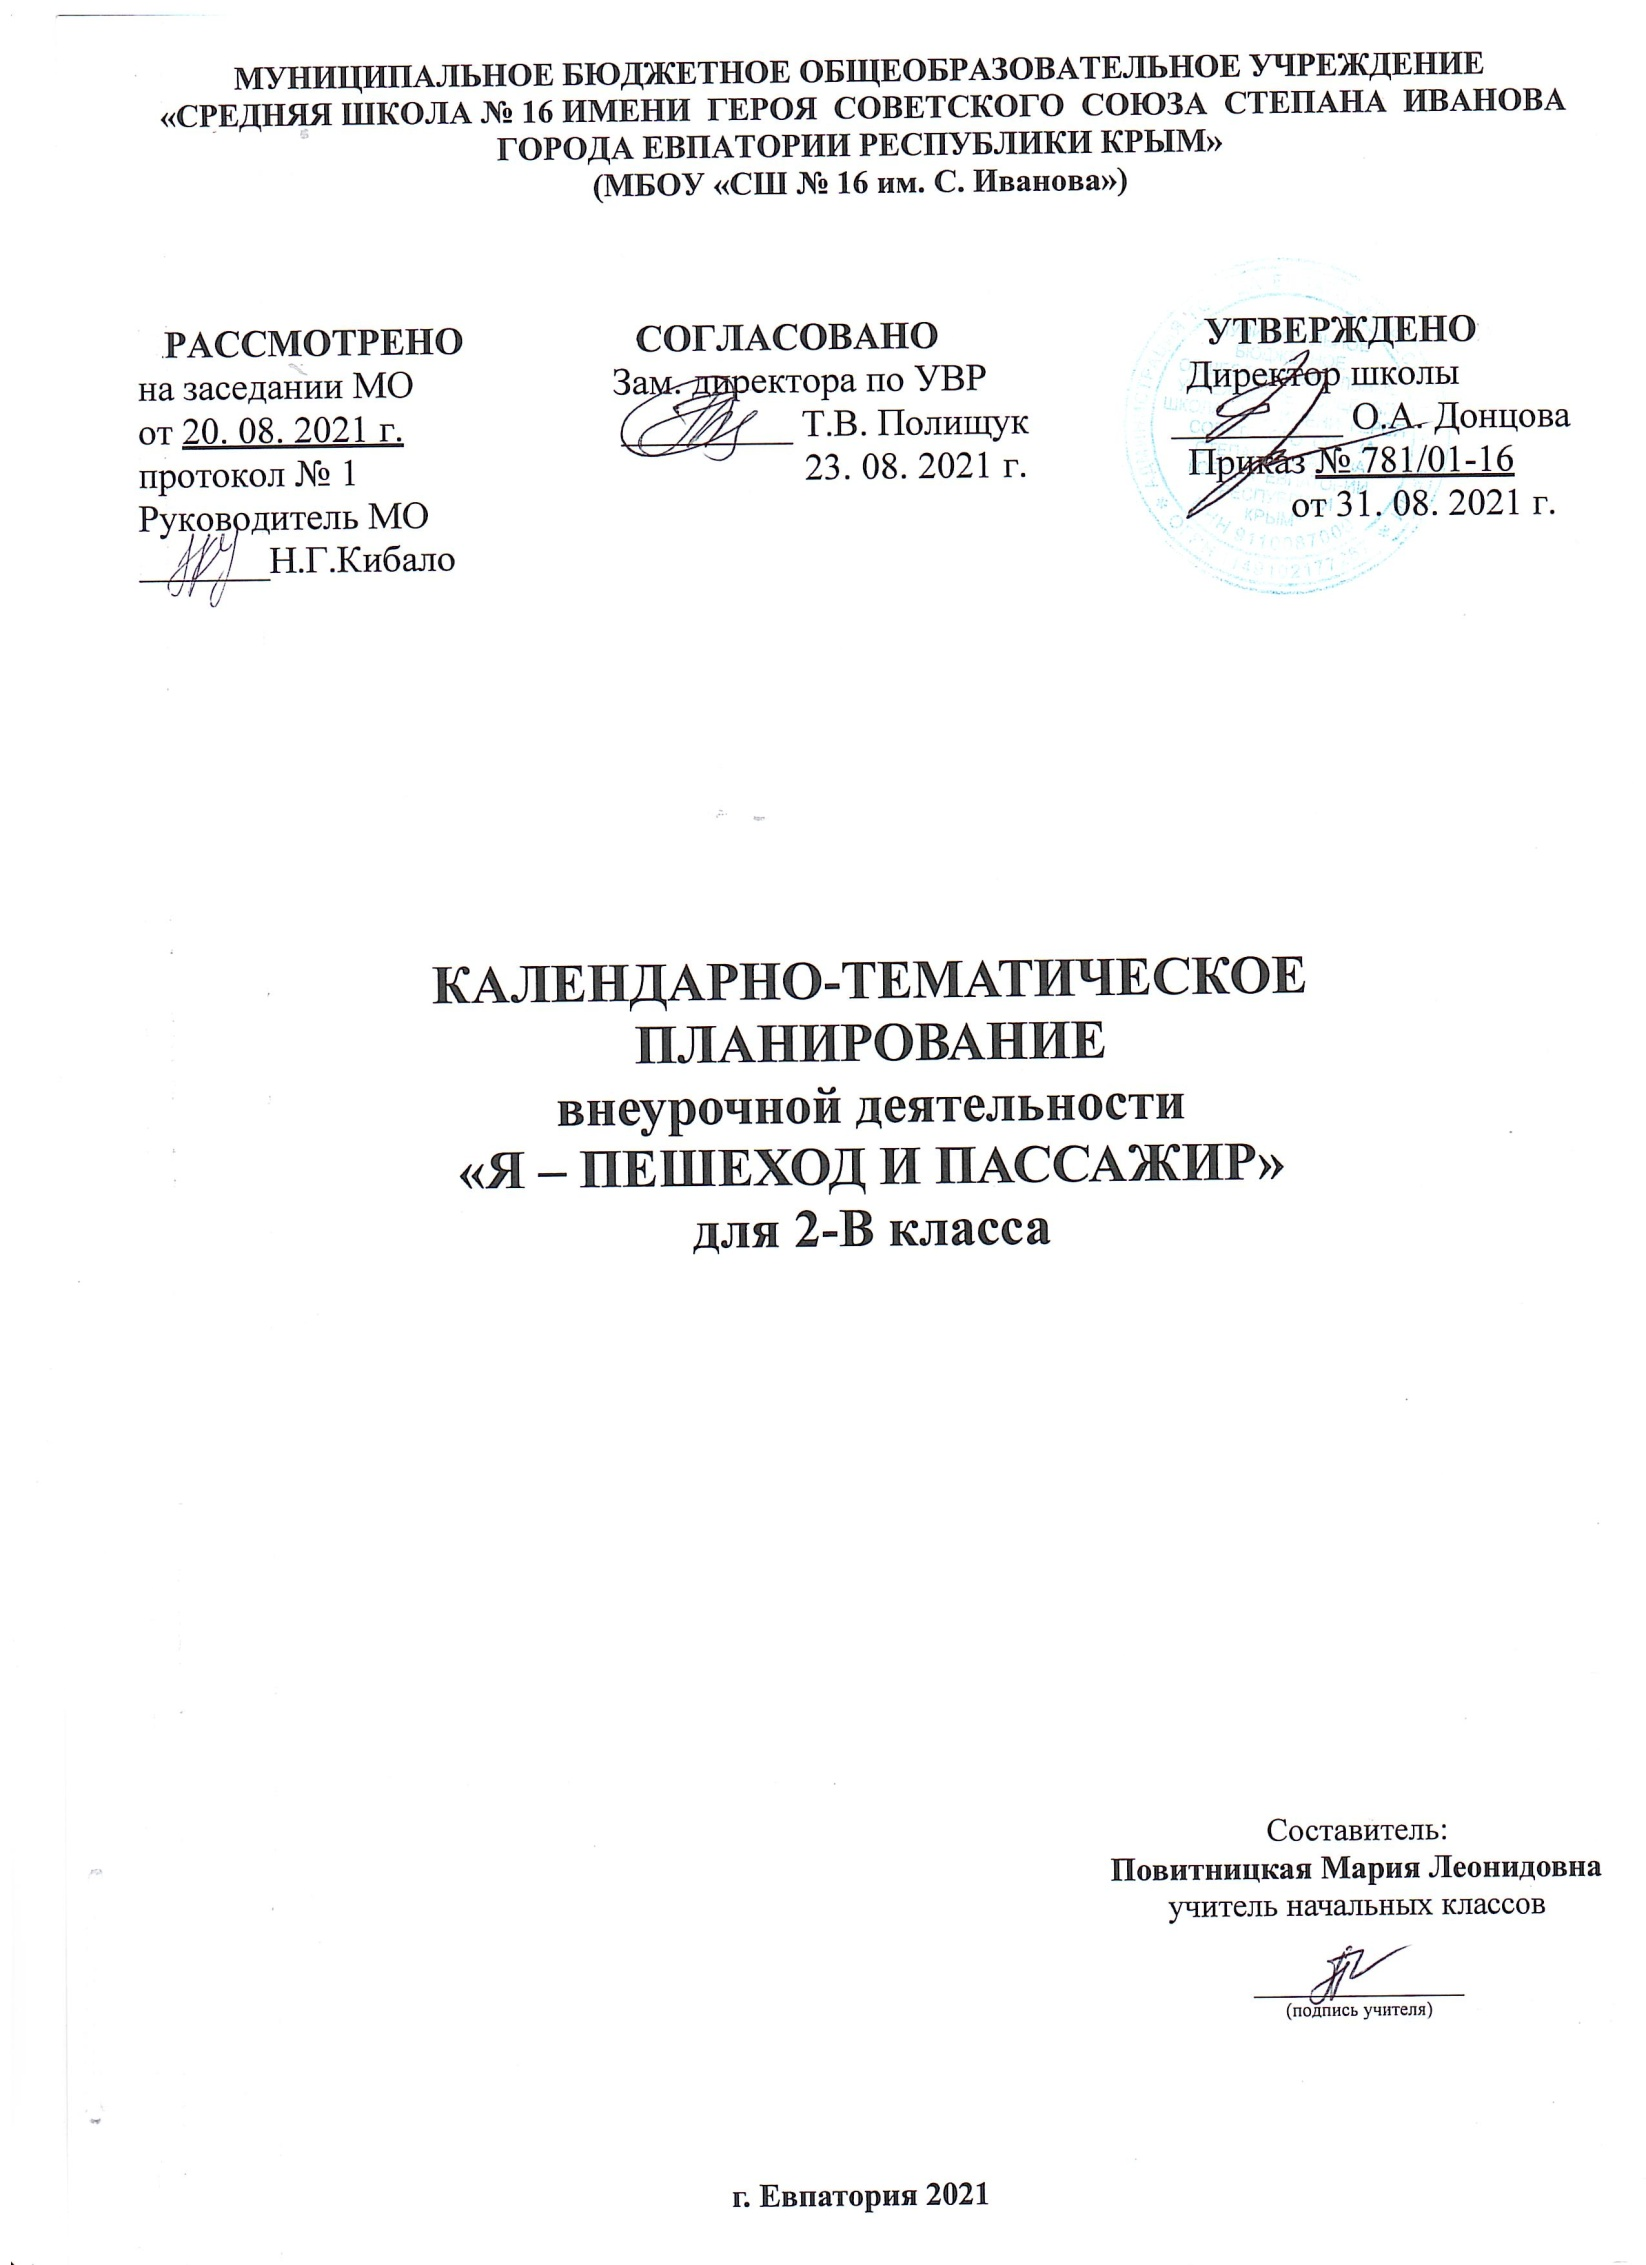 МУНИЦИПАЛЬНОЕ БЮДЖЕТНОЕ ОБЩЕОБРАЗОВАТЕЛЬНОЕ УЧРЕЖДЕНИЕ
«СРЕДНЯЯ ШКОЛА № 16 ИМЕНИ ГЕРОЯ СОВЕТСКОГО СОЮЗА СТЕПАНА ИВАНОВА
ГОРОДА ЕВПАТОРИИ РЕСПУБЛИКИ КРЫМ»
(МБОУ «СШ № 16 им. С. Иванова»)
РАССМОТРЕНО
на заседании МО
от 20. 08. 2021 г.
протокол № 1
Руководитель МО
Н.Г.Кибало
СОГЛАСОВАНО
Зам. директора по УВР
Т.В. Полищук
23. 08. 2021 г.
УТВЕРЖДЕНО
Директор школы
О.А. Донцова
Приказ № 781/01-16
от 31. 08. 2021 г.
КАЛЕНДАРНО-ТЕМАТИЧЕСКОЕ
ПЛАНИРОВАНИЕ
внеурочной деятельности
«Я – ПЕШЕХОД И ПАССАЖИР»
для 2-В класса
Составитель:
Повитницкая Мария Леонидовна
учитель начальных классов
(подпись учителя)
г. Евпатория 2021